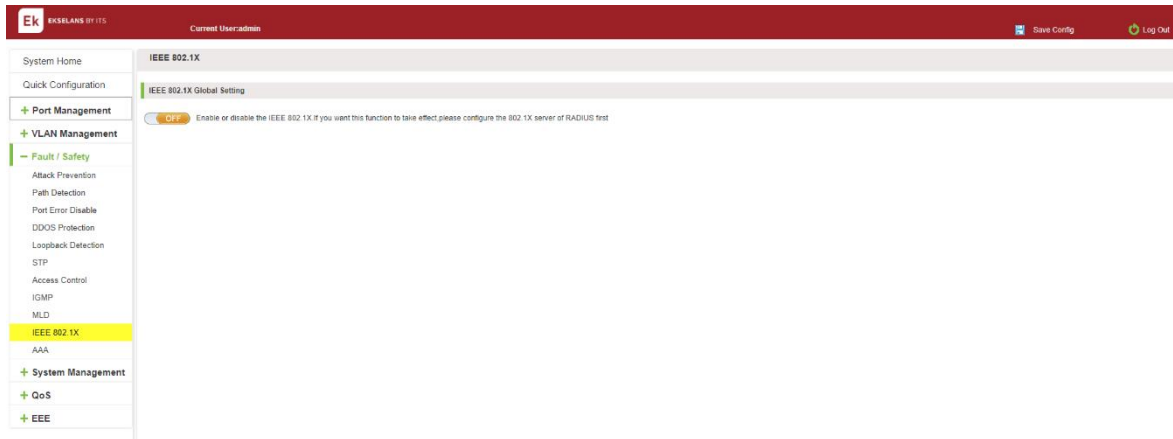 Ek EKSELANS BY ITS
Current User:admin
Save Config
Log Out
System Home
Quick Configuration
+ Port Management
+ VLAN Management
− Fault / Safety
Attack Prevention
Path Detection
Port Error Disable
DDOS Protection
Loopback Detection
STP
Access Control
IGMP
MLD
IEEE 802.1X
AAA
+ System Management
+ QoS
+ EEE
IEEE 802.1X
IEEE 802.1X Global Setting
OFF Enable or disable the IEEE 802.1X.If you want this function to take effect,please configure the 802.1X server of RADIUS first